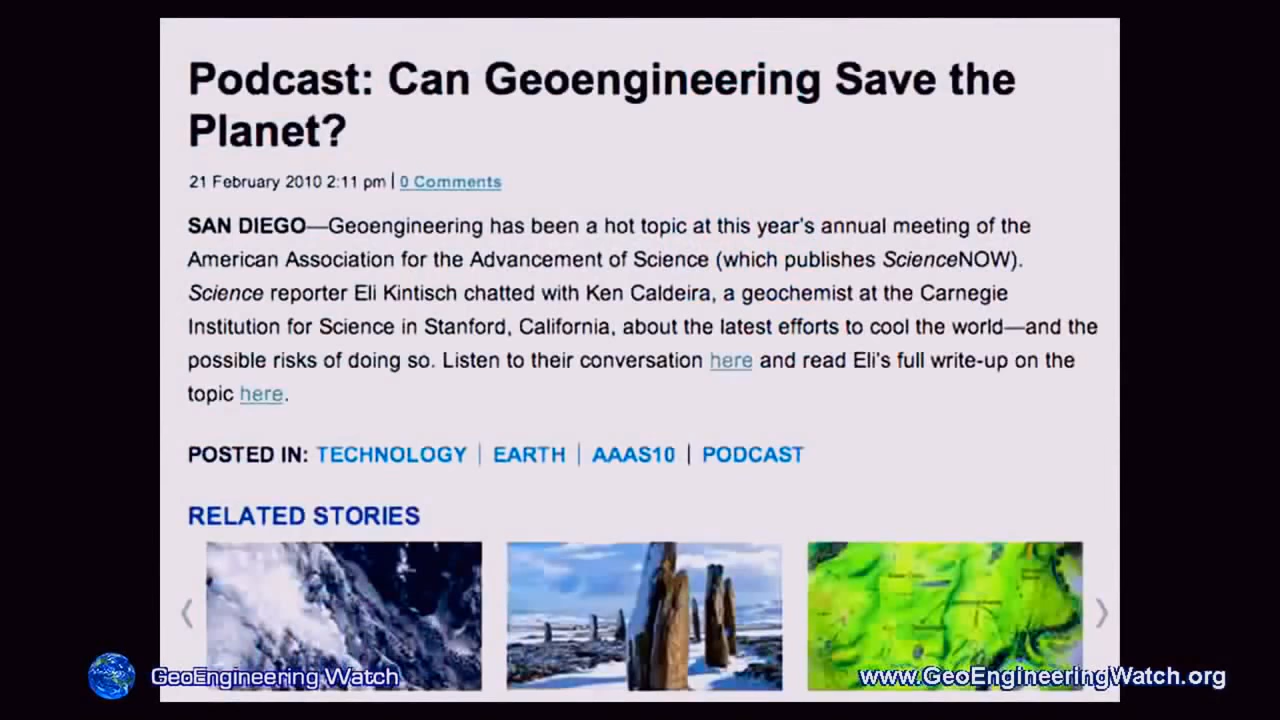 Podcast: Can Geoengineering Save the
Planet?
21 February 2010 2:11 pm | 0 Comments
SAN DIEGO—Geoengineering has been a hot topic at this year's annual meeting of the
American Association for the Advancement of Science (which publishes ScienceNOW).
Science reporter Eli Kintisch chatted with Ken Caldeira, a geochemist at the Carnegie
Institution for Science in Stanford, California, about the latest efforts to cool the world—and the
possible risks of doing so. Listen to their conversation here and read Eli's full write-up on the
topic here.
POSTED IN: TECHNOLOGY | EARTH | AAAS10 | PODCAST
RELATED STORIES
GeoEngineering Watch
www.GeoEngineeringWatch.org